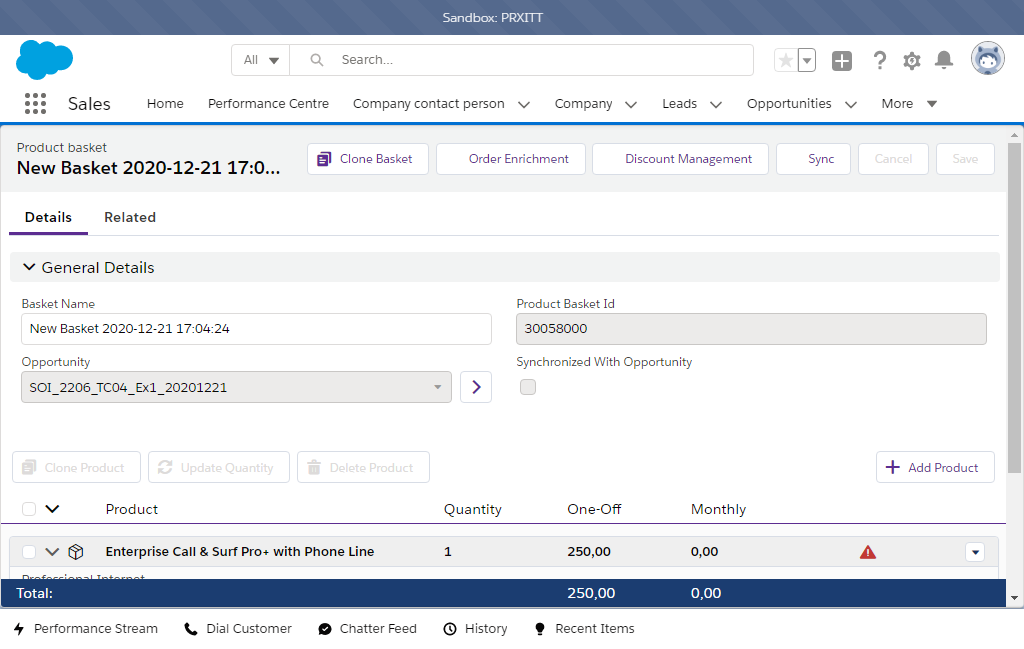 Sandbox: PRXITT
All Search...
Sales Home Performance Centre Company contact person Company Leads Opportunities More
Product basket
New Basket 2020-12-21 17:0...
Clone Basket Order Enrichment Discount Management Sync Cancel Save
Details Related
General Details
Basket Name Product Basket Id
New Basket 2020-12-21 17:04:24 30058000
Opportunity Synchronized With Opportunity
SOI_2206_TC04_Ex1_20201221
Clone Product Update Quantity Delete Product Add Product
Product Quantity One-Off Monthly
Enterprise Call & Surf Pro+ with Phone Line 1 250,00 0,00
Professional Internet
Total: 250,00 0,00
Performance Stream Dial Customer Chatter Feed History Recent Items